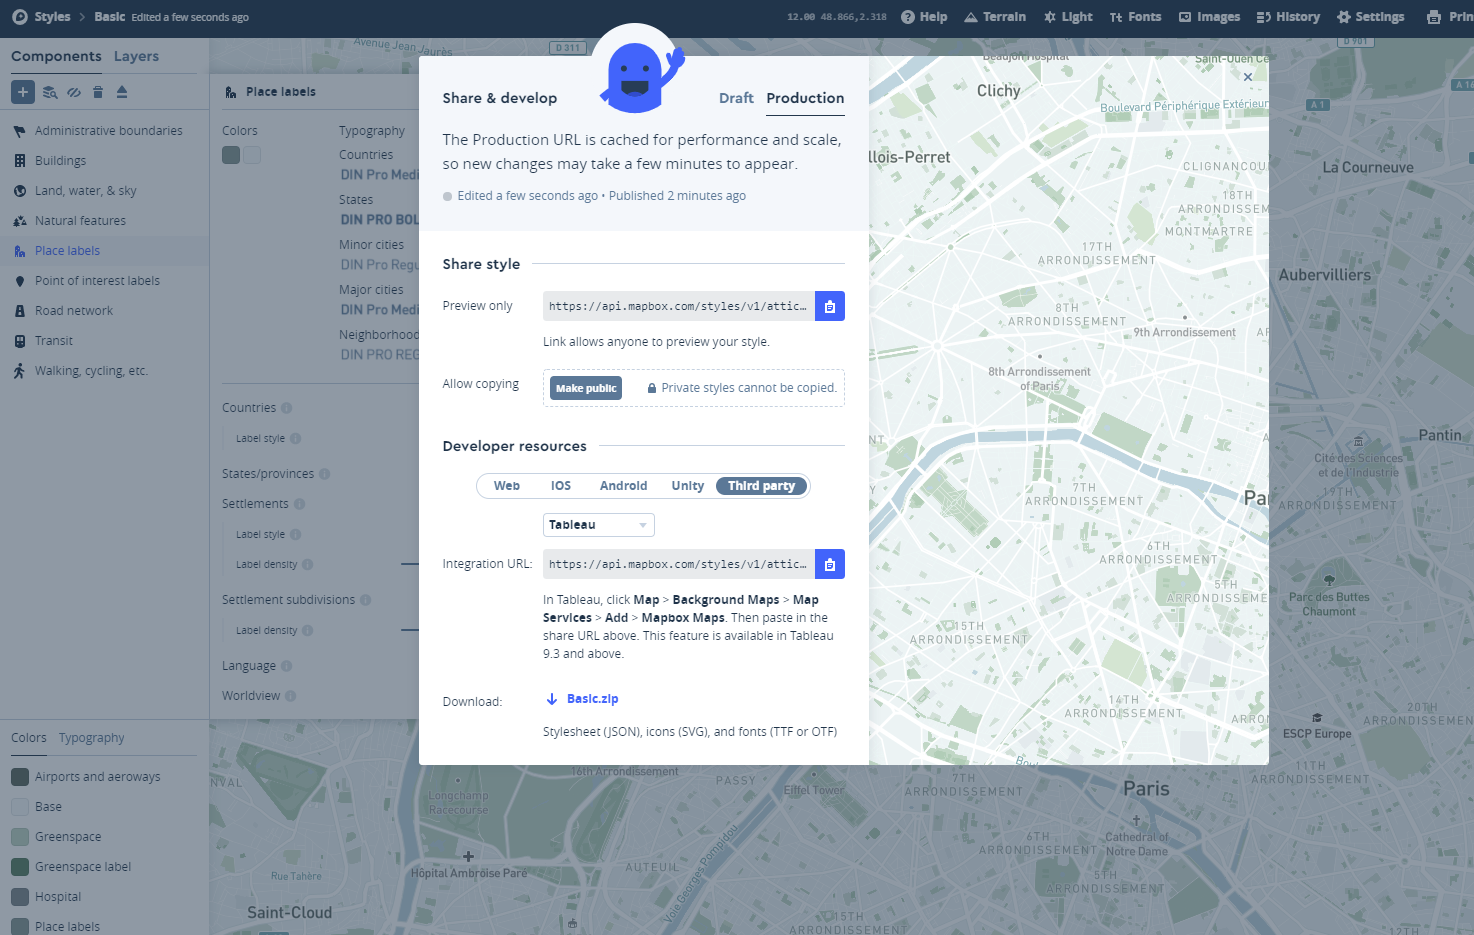 Styles
Basic
Edited a few seconds ago
12.00 48.866,2.318
Help
Terrain
Light
Fonts
Images
History
Settings
Components
Layers
Administrative boundaries
Buildings
Land, water, & sky
Natural features
Place labels
Point of interest labels
Road network
Transit
Walking, cycling, etc.
Colors
Typography
Airports and aeroways
Base
Greenspace
Greenspace label
Hospital
Place labels
Place labels
Colors
Typography
Countries
DIN Pro Medi
States
DIN PRO BOL
Minor cities
DIN Pro Regu
Major cities
DIN Pro Medi
Neighborhood
DIN PRO REG
Countries
Label style
States/provinces
Settlements
Label style
Label density
Settlement subdivisions
Label density
Language
Worldview
Share & develop
Draft
Production
The Production URL is cached for performance and scale,
so new changes may take a few minutes to appear.
Edited a few seconds ago • Published 2 minutes ago
Share style
Preview only
https://api.mapbox.com/styles/v1/attic…
Link allows anyone to preview your style.
Allow copying
Make public
Private styles cannot be copied.
Developer resources
Web
iOS
Android
Unity
Third party
Tableau
Integration URL:
https://api.mapbox.com/styles/v1/attic…
In Tableau, click Map > Background Maps > Map
Services > Add > Mapbox Maps. Then paste in the
share URL above. This feature is available in Tableau
9.3 and above.
Download:
Basic.zip
Stylesheet (JSON), icons (SVG), and fonts (TTF or OTF)
Avenue Jean Jaurès
D 311
D 901
A 1
Clichy
Boulevard Périphérique Extérieur
llois-Perret
CLIGNANCOU
18TH
ARRONDISSEM
MONTMARTRE
17TH
ARRONDISSEMENT
8TH
ARRONDISSEMENT
9th Arrondissement
8th Arrondissement
of Paris
7TH
ARRONDISSEMENT
6TH
ARRONDISSEMENT
5TH
ARRONDISSEMEN
15TH
ARRONDISSEMENT
14TH
ARRONDISSEMENT
La Courneuve
Aubervilliers
Pantin
Cité des Sciences
et de l'Industrie
19TH
ARRONDISSEMENT
Parc des Buttes
Chaumont
ESCP Europe
20TH
11TH
ARRONDISSEMENT
Paris
16th Arrondissement
PASSY
Eiffel Tower
7TH
ARRONDISSEMENT
Longchamp
Racecourse
6TH
ARRONDISSEMENT
Cathedral of
Notre Dame
5TH
ARRONDISSEMENT
AUTEUIL
Hôpital Ambroise Paré
Voie Georges Pompidou
Rue Tahère
Saint-Cloud
15TH
ARRONDISSEMENT